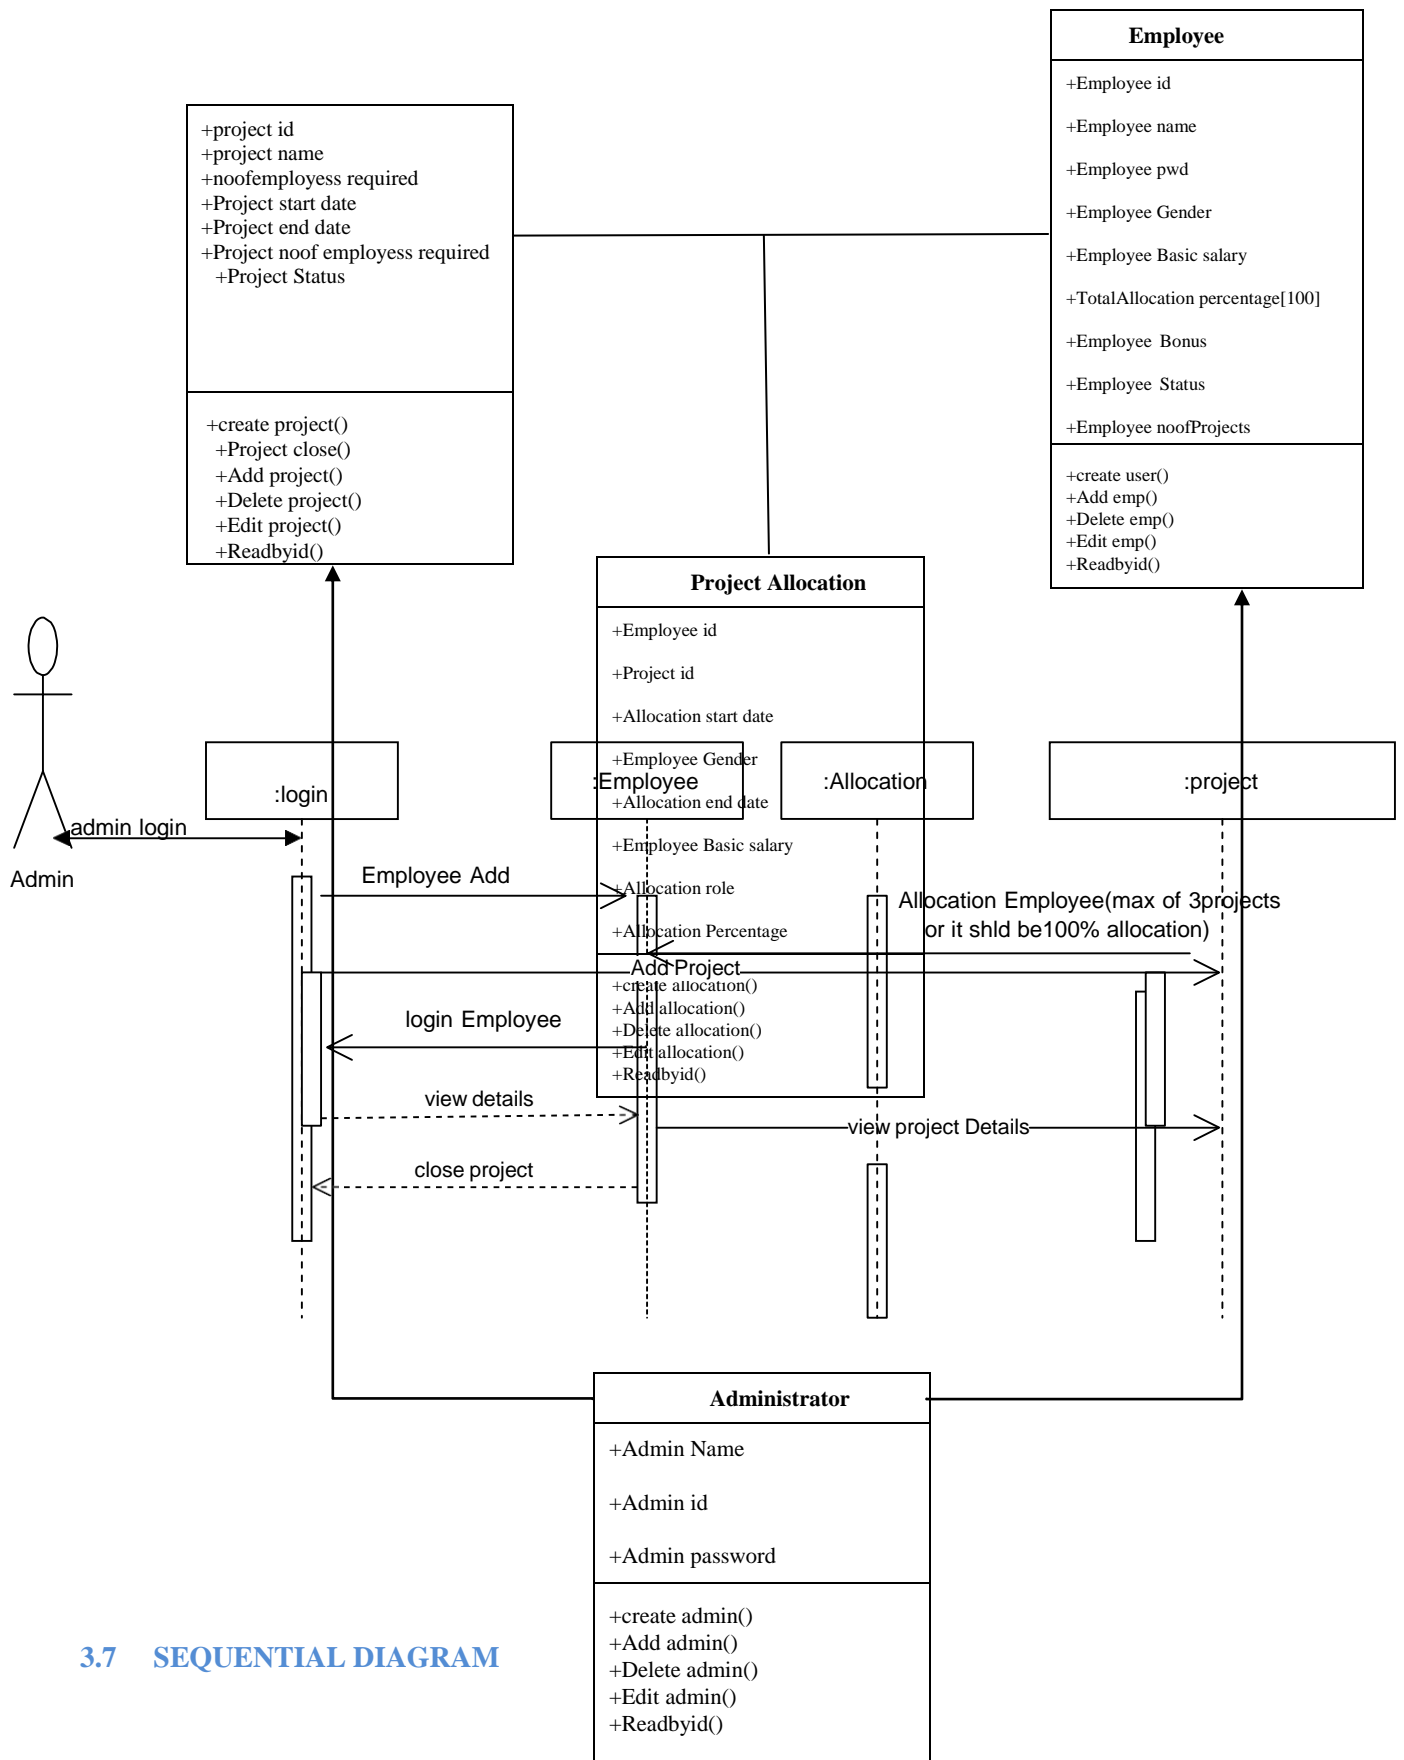 Employee
+Employee id
+Employee name
+Employee pwd
+Employee Gender
+Employee Basic salary
+TotalAllocation percentage[100]
+Employee Bonus
+Employee Status
+Employee noofProjects
+create user()
+Add emp()
+Delete emp()
+Edit emp()
+Readbyid()
+project id
+project name
+noofemployess required
+Project start date
+Project end date
+Project noof employess required
+Project Status
+create project()
+Project close()
+Add project()
+Delete project()
+Edit project()
+Readbyid()
Project Allocation
+Employee id
+Project id
+Allocation start date
+Employee Gender
+Allocation end date
+Employee Basic salary
+Allocation role
+Allocation Percentage
+create allocation()
+Add allocation()
+Delete allocation()
+Edit allocation()
+Readbyid()
:login
:Employee
:Allocation
:project
admin login
Admin
Employee Add
Allocation Employee(max of 3projects
or it shld be100% allocation)
Add Project
login Employee
view details
view project Details
close project
Administrator
+Admin Name
+Admin id
+Admin password
+create admin()
+Add admin()
+Delete admin()
+Edit admin()
+Readbyid()
3.7 SEQUENTIAL DIAGRAM